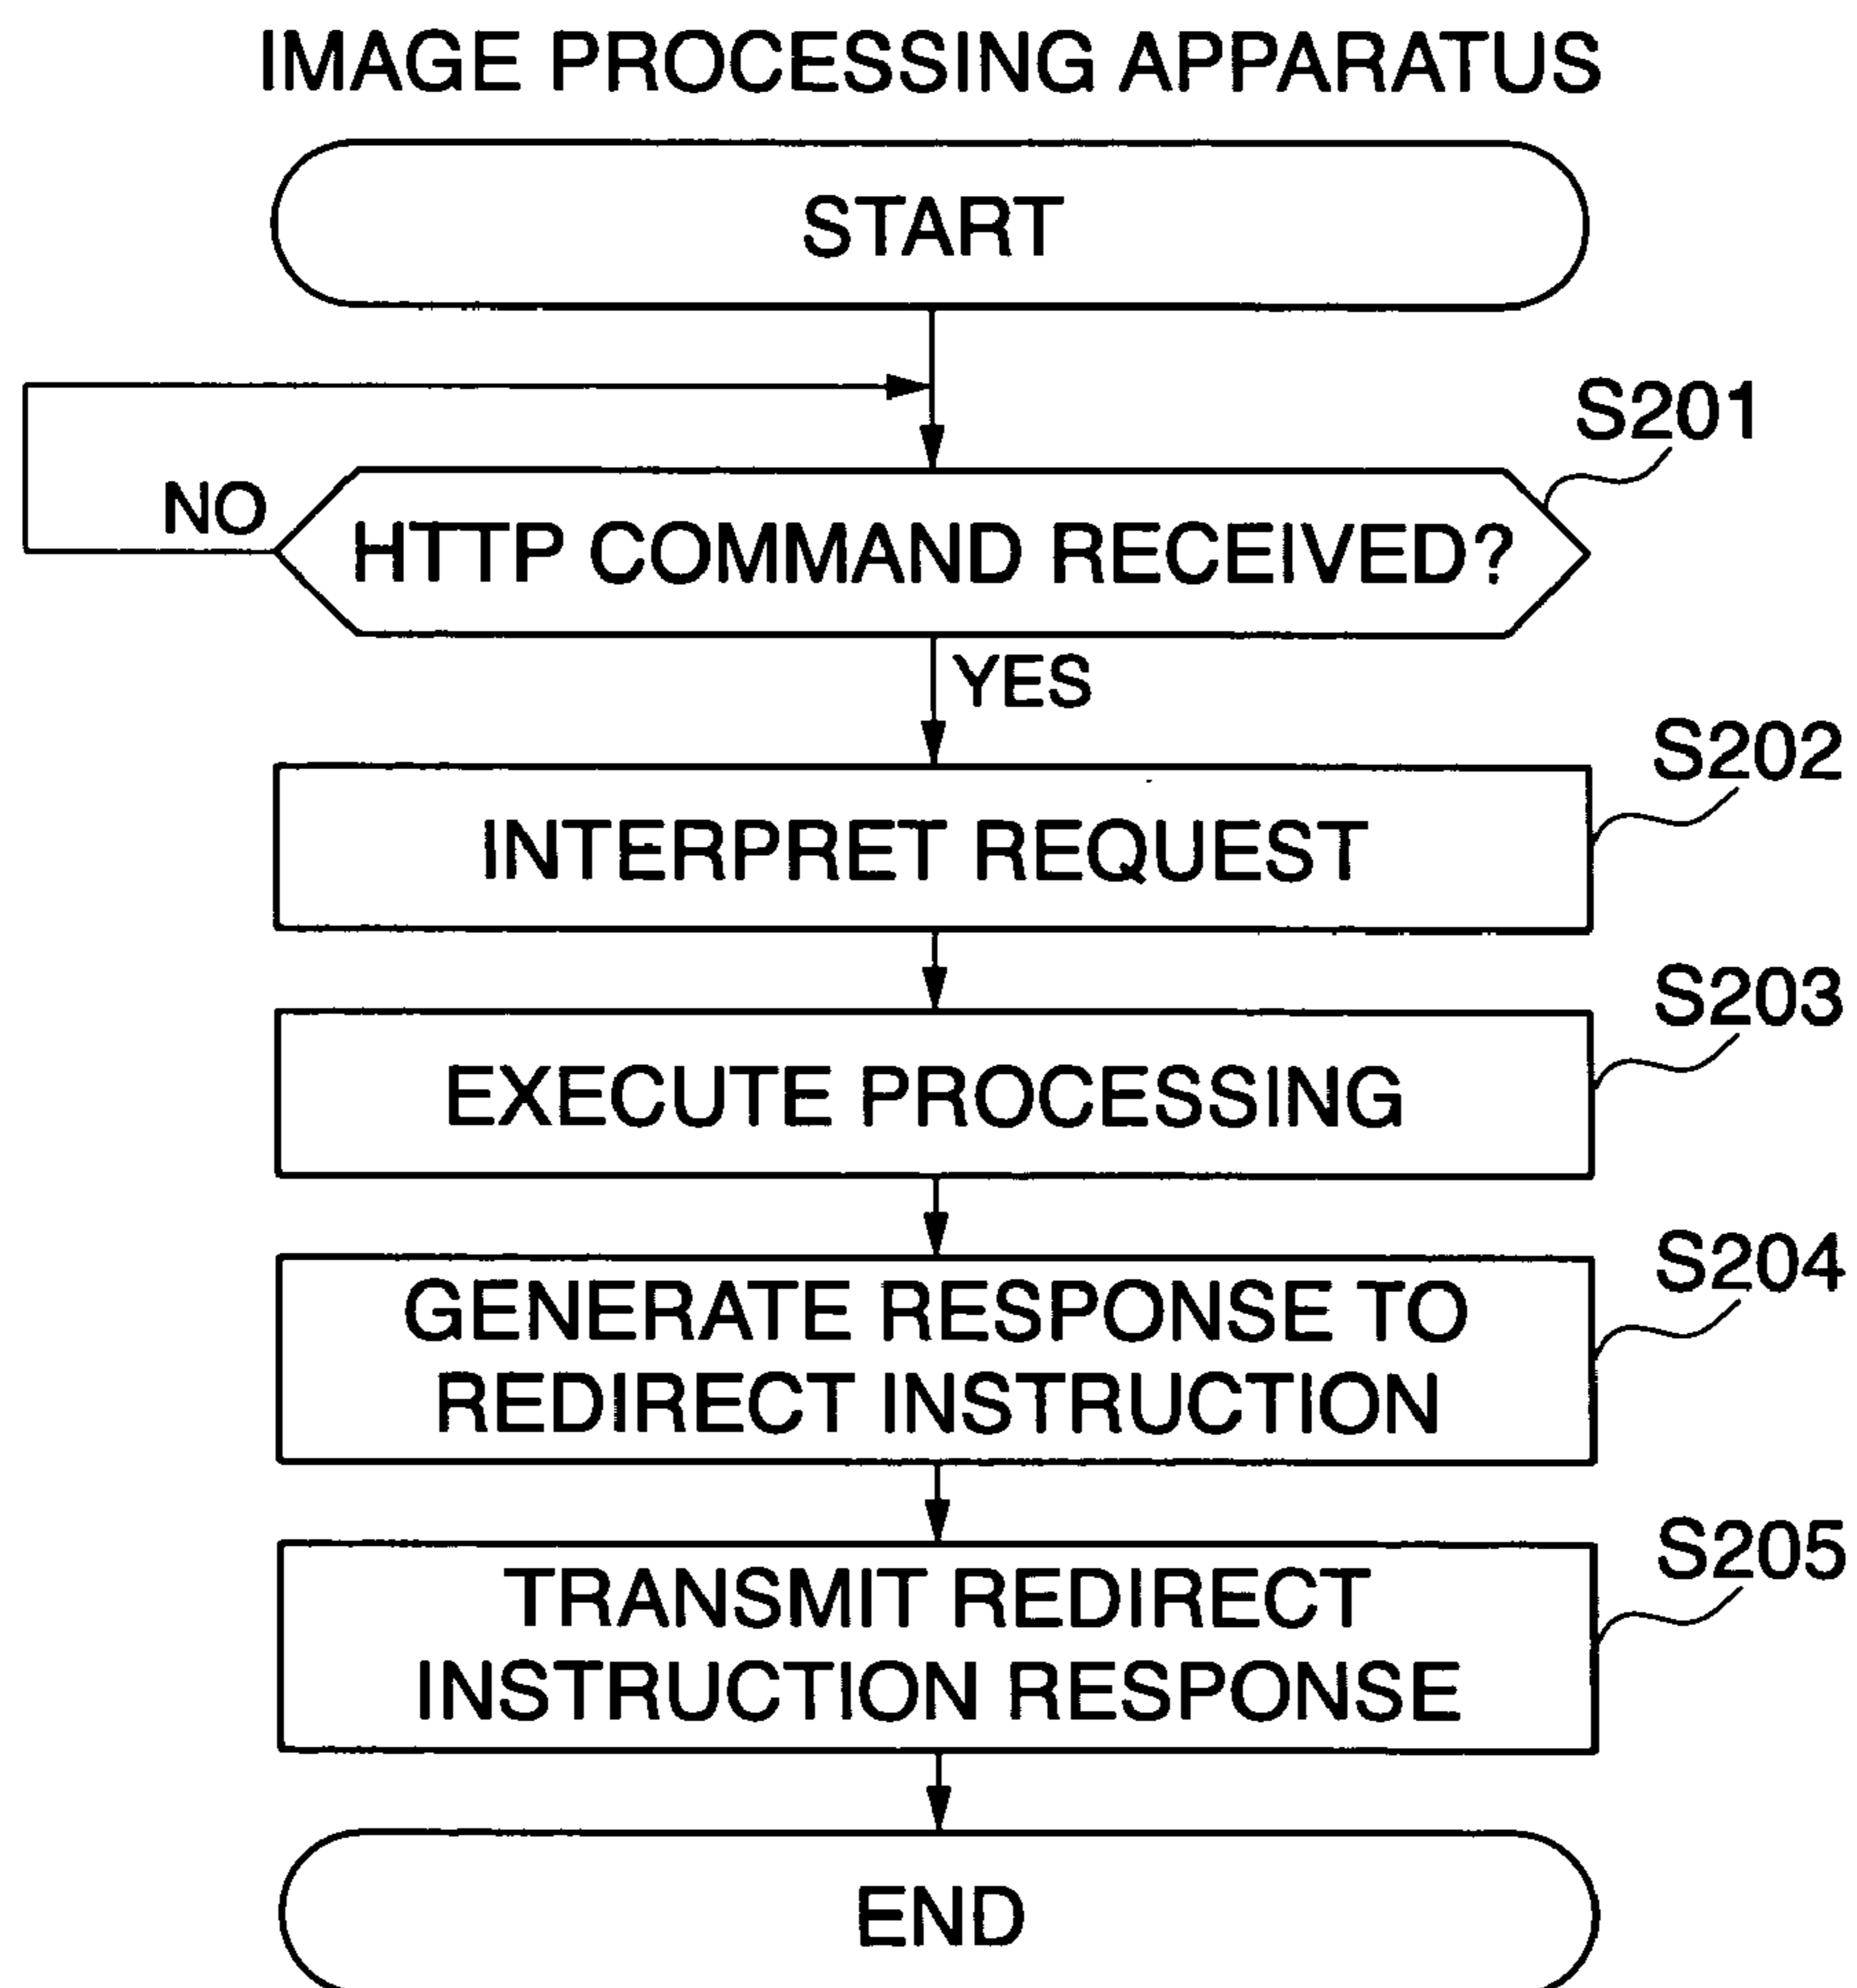 IMAGE PROCESSING APPARATUS
START
S201
NO
HTTP COMMAND RECEIVED?
YES
S202
INTERPRET REQUEST
S203
EXECUTE PROCESSING
S204
GENERATE RESPONSE TO
REDIRECT INSTRUCTION
S205
TRANSMIT REDIRECT
INSTRUCTION RESPONSE
END